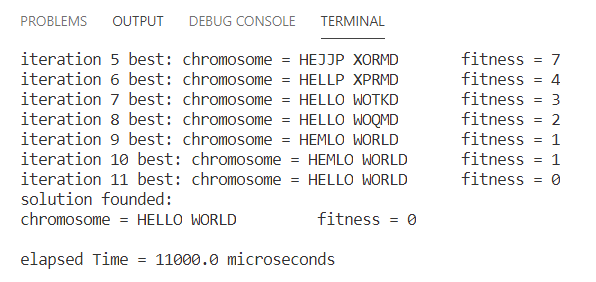 PROBLEMS OUTPUT DEBUG CONSOLE TERMINAL
iteration 5 best: chromosome = HEJJP XORMD fitness = 7
iteration 6 best: chromosome = HELLP XPRMD fitness = 4
iteration 7 best: chromosome = HELLO WOTKD fitness = 3
iteration 8 best: chromosome = HELLO WOQMD fitness = 2
iteration 9 best: chromosome = HEMLO WORLD fitness = 1
iteration 10 best: chromosome = HEMLO WORLD fitness = 1
iteration 11 best: chromosome = HELLO WORLD fitness = 0
solution founded:
chromosome = HELLO WORLD fitness = 0
elapsed Time = 11000.0 microseconds